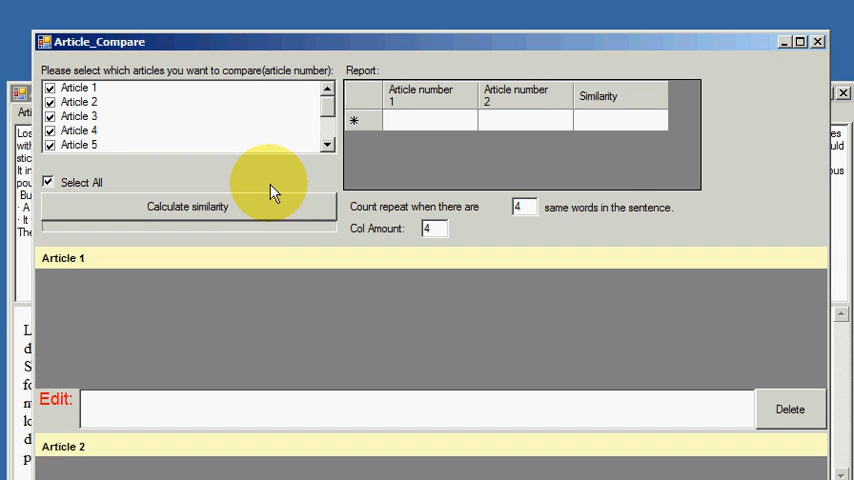 Article_Compare
Please select which articles you want to compare(article number):
Article 1
Article 2
Article 3
Article 4
Article 5
Select All
Calculate similarity
Report:
Article number 1
Article number 2
Similarity
*
Count repeat when there are 4 same words in the sentence.
Col Amount: 4
Article 1
Edit:
Delete
Article 2